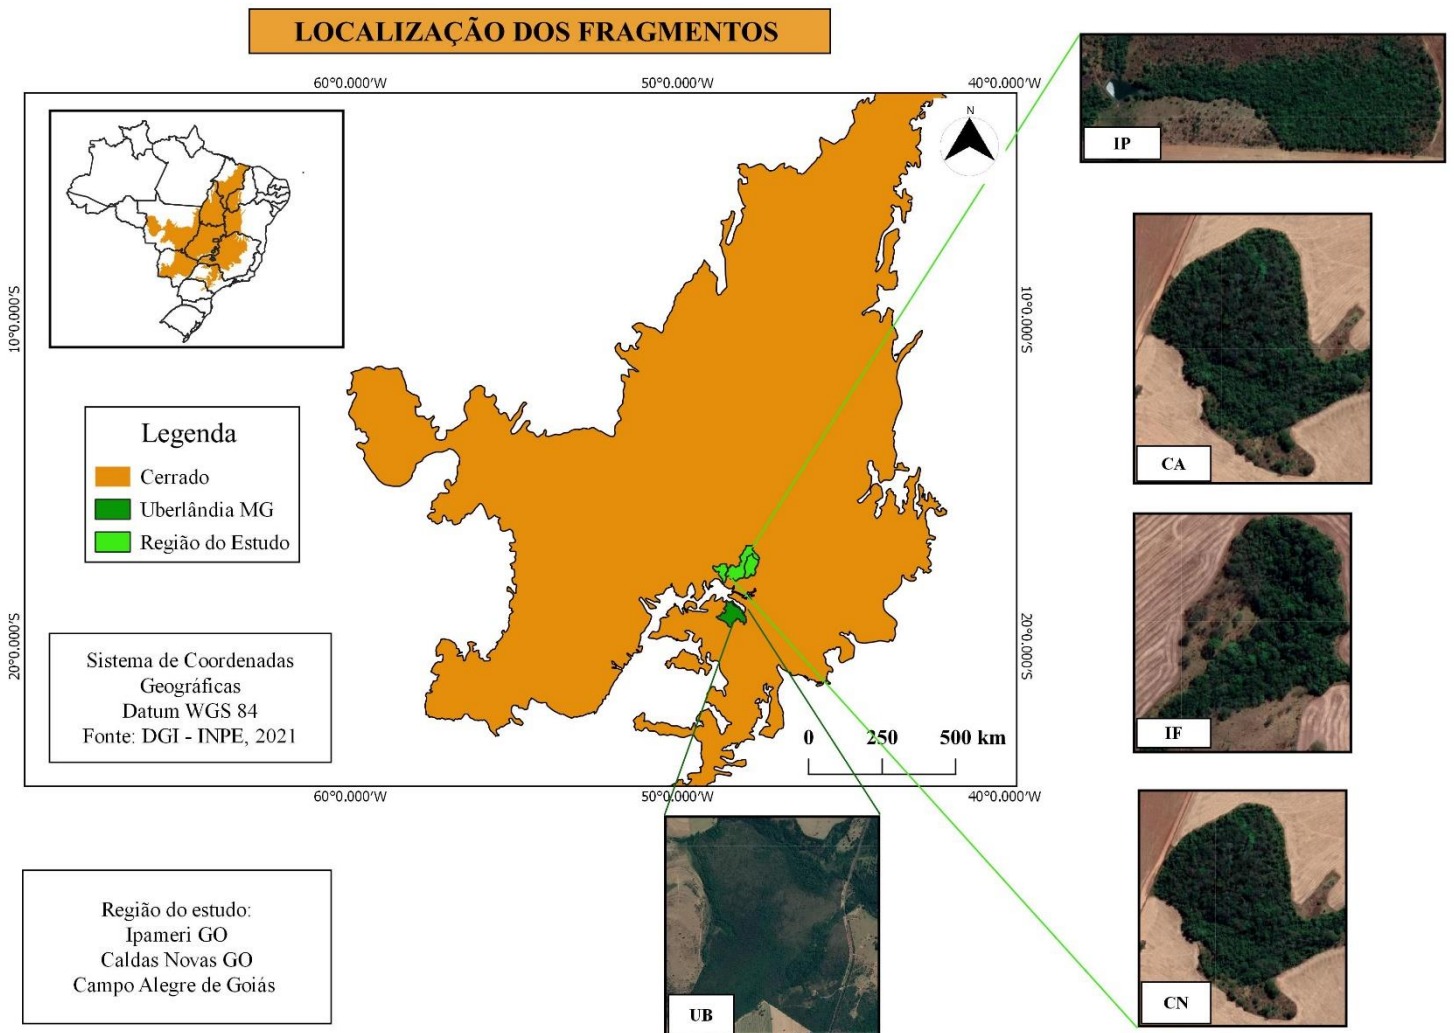 LOCALIZAÇÃO DOS FRAGMENTOS
60°0.000'W
50°0.000'W
40°0.000'W
N
10°0.000'S
10°0.000'S
Legenda
Cerrado
Uberlândia MG
Região do Estudo
20°0.000'S
20°0.000'S
Sistema de Coordenadas
Geográficas
Datum WGS 84
Fonte: DGI - INPE, 2021
0 250 500 km
60°0.000'W
50°0.000'W
40°0.000'W
Região do estudo:
Ipameri GO
Caldas Novas GO
Campo Alegre de Goiás
IP
CA
IF
CN
UB